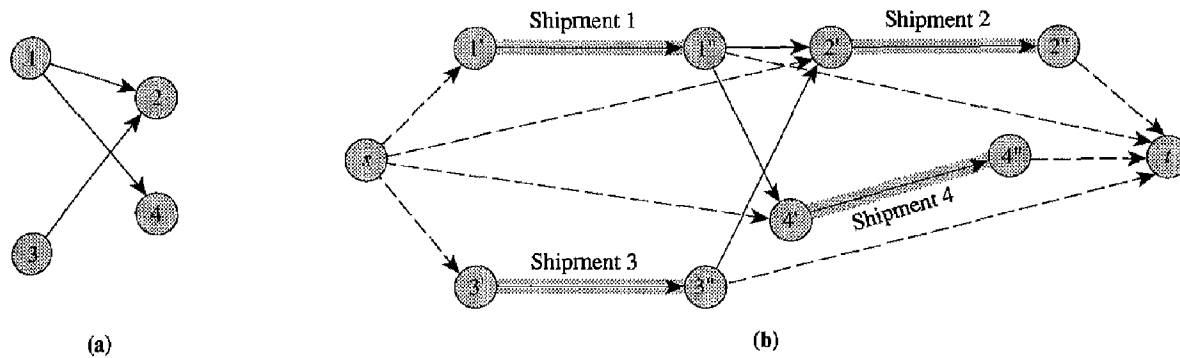 1
2
4
3
(a)
Shipment 1
Shipment 2
1'
1"
2'
2"
s
4"
t
4'
Shipment 4
Shipment 3
3'
3"
(b)